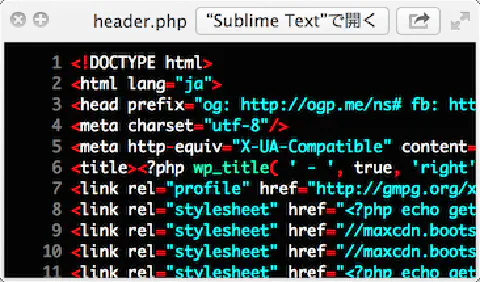 header.php "Sublime Text"で開く
1 <!DOCTYPE html>
2 <html lang="ja">
3 <head prefix="og: http://ogp.me/ns# fb: htt
4 <meta charset="utf-8"/>
5 <meta http-equiv="X-UA-Compatible" content=
6 <title><?php wp_title( ' - ', true, 'right'
7 <link rel="profile" href="http://gmpg.org/x
8 <link rel="stylesheet" href="<?php echo get
9 <link rel="stylesheet" href="//maxcdn.boots
10 <link rel="stylesheet" href="//maxcdn.boots
11 <link rel="stylesheet" href="<?php echo get